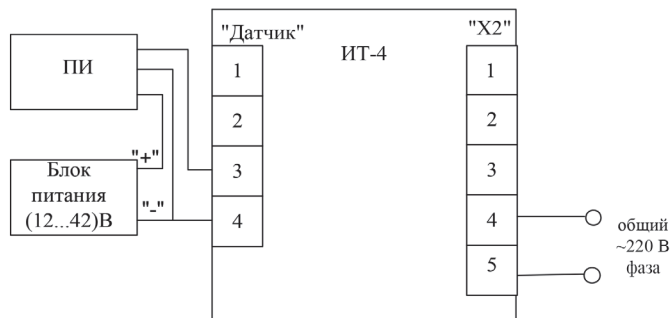 "Датчик"
"X2"
ПИ
ИТ-4
1
2
3
4
1
2
3
4
5
"+"
"-"
Блок
питания
(12...42)В
общий
~220 В
фаза